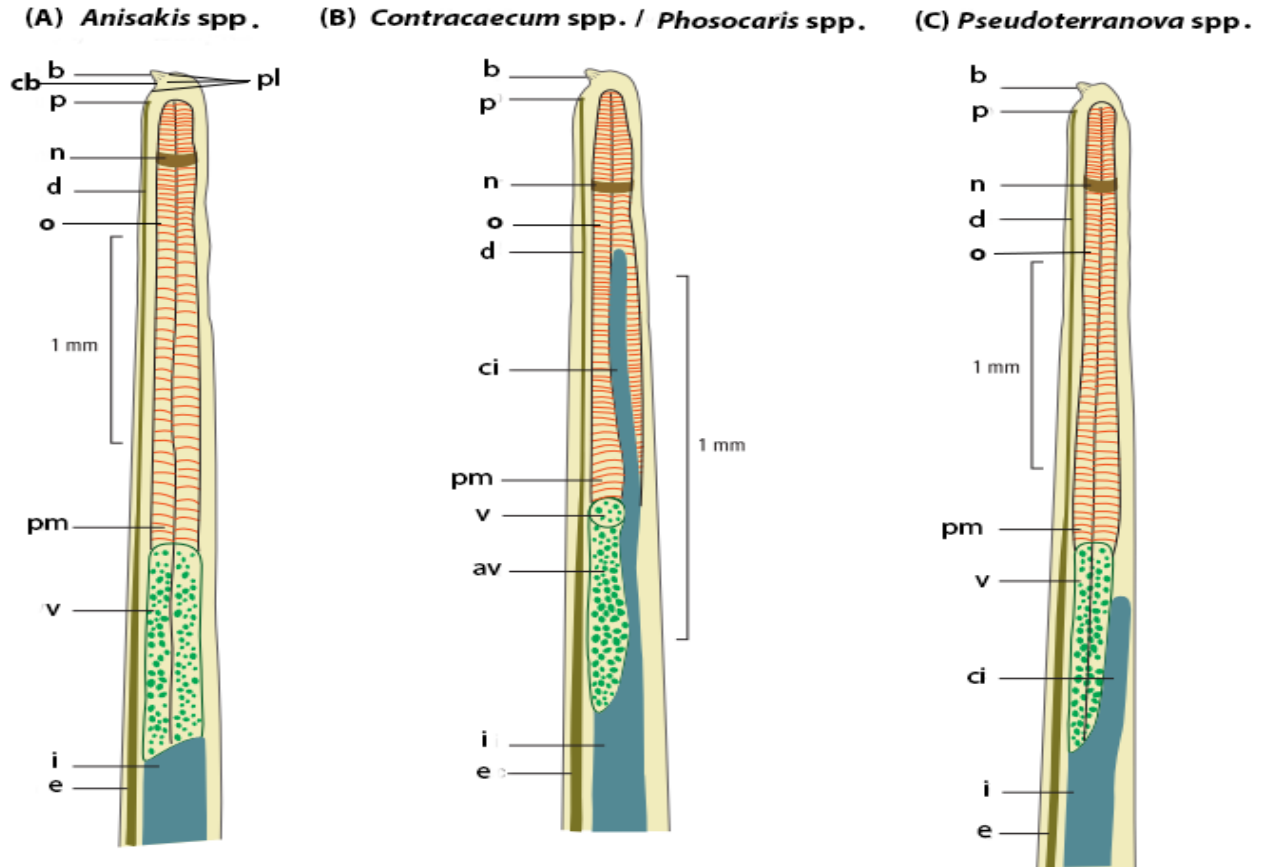 (A) Anisakis spp.
(B) Contracaecum spp. / Phosocaris spp.
(C) Pseudoterranova spp.
b
cb
pl
p
n
d
o
1 mm
pm
v
i
e
b
p
n
o
d
ci
1 mm
pm
v
av
i
e
b
p
n
d
o
1 mm
pm
v
ci
i
e